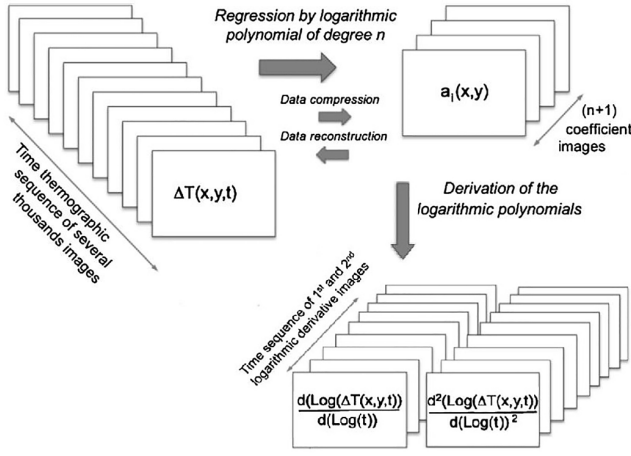 Regression by logarithmic
polynomial of degree n
Data compression
Data reconstruction
ΔT(x,y,t)
Time thermographic
sequence of several
thousands images
aᵢ(x,y)
(n+1)
coefficient
images
Derivation of the
logarithmic polynomials
Time sequence of 1st and 2nd
logarithmic derivative images
d(Log(ΔT(x,y,t))
d(Log(t))
d²(Log(ΔT(x,y,t))
d(Log(t))²